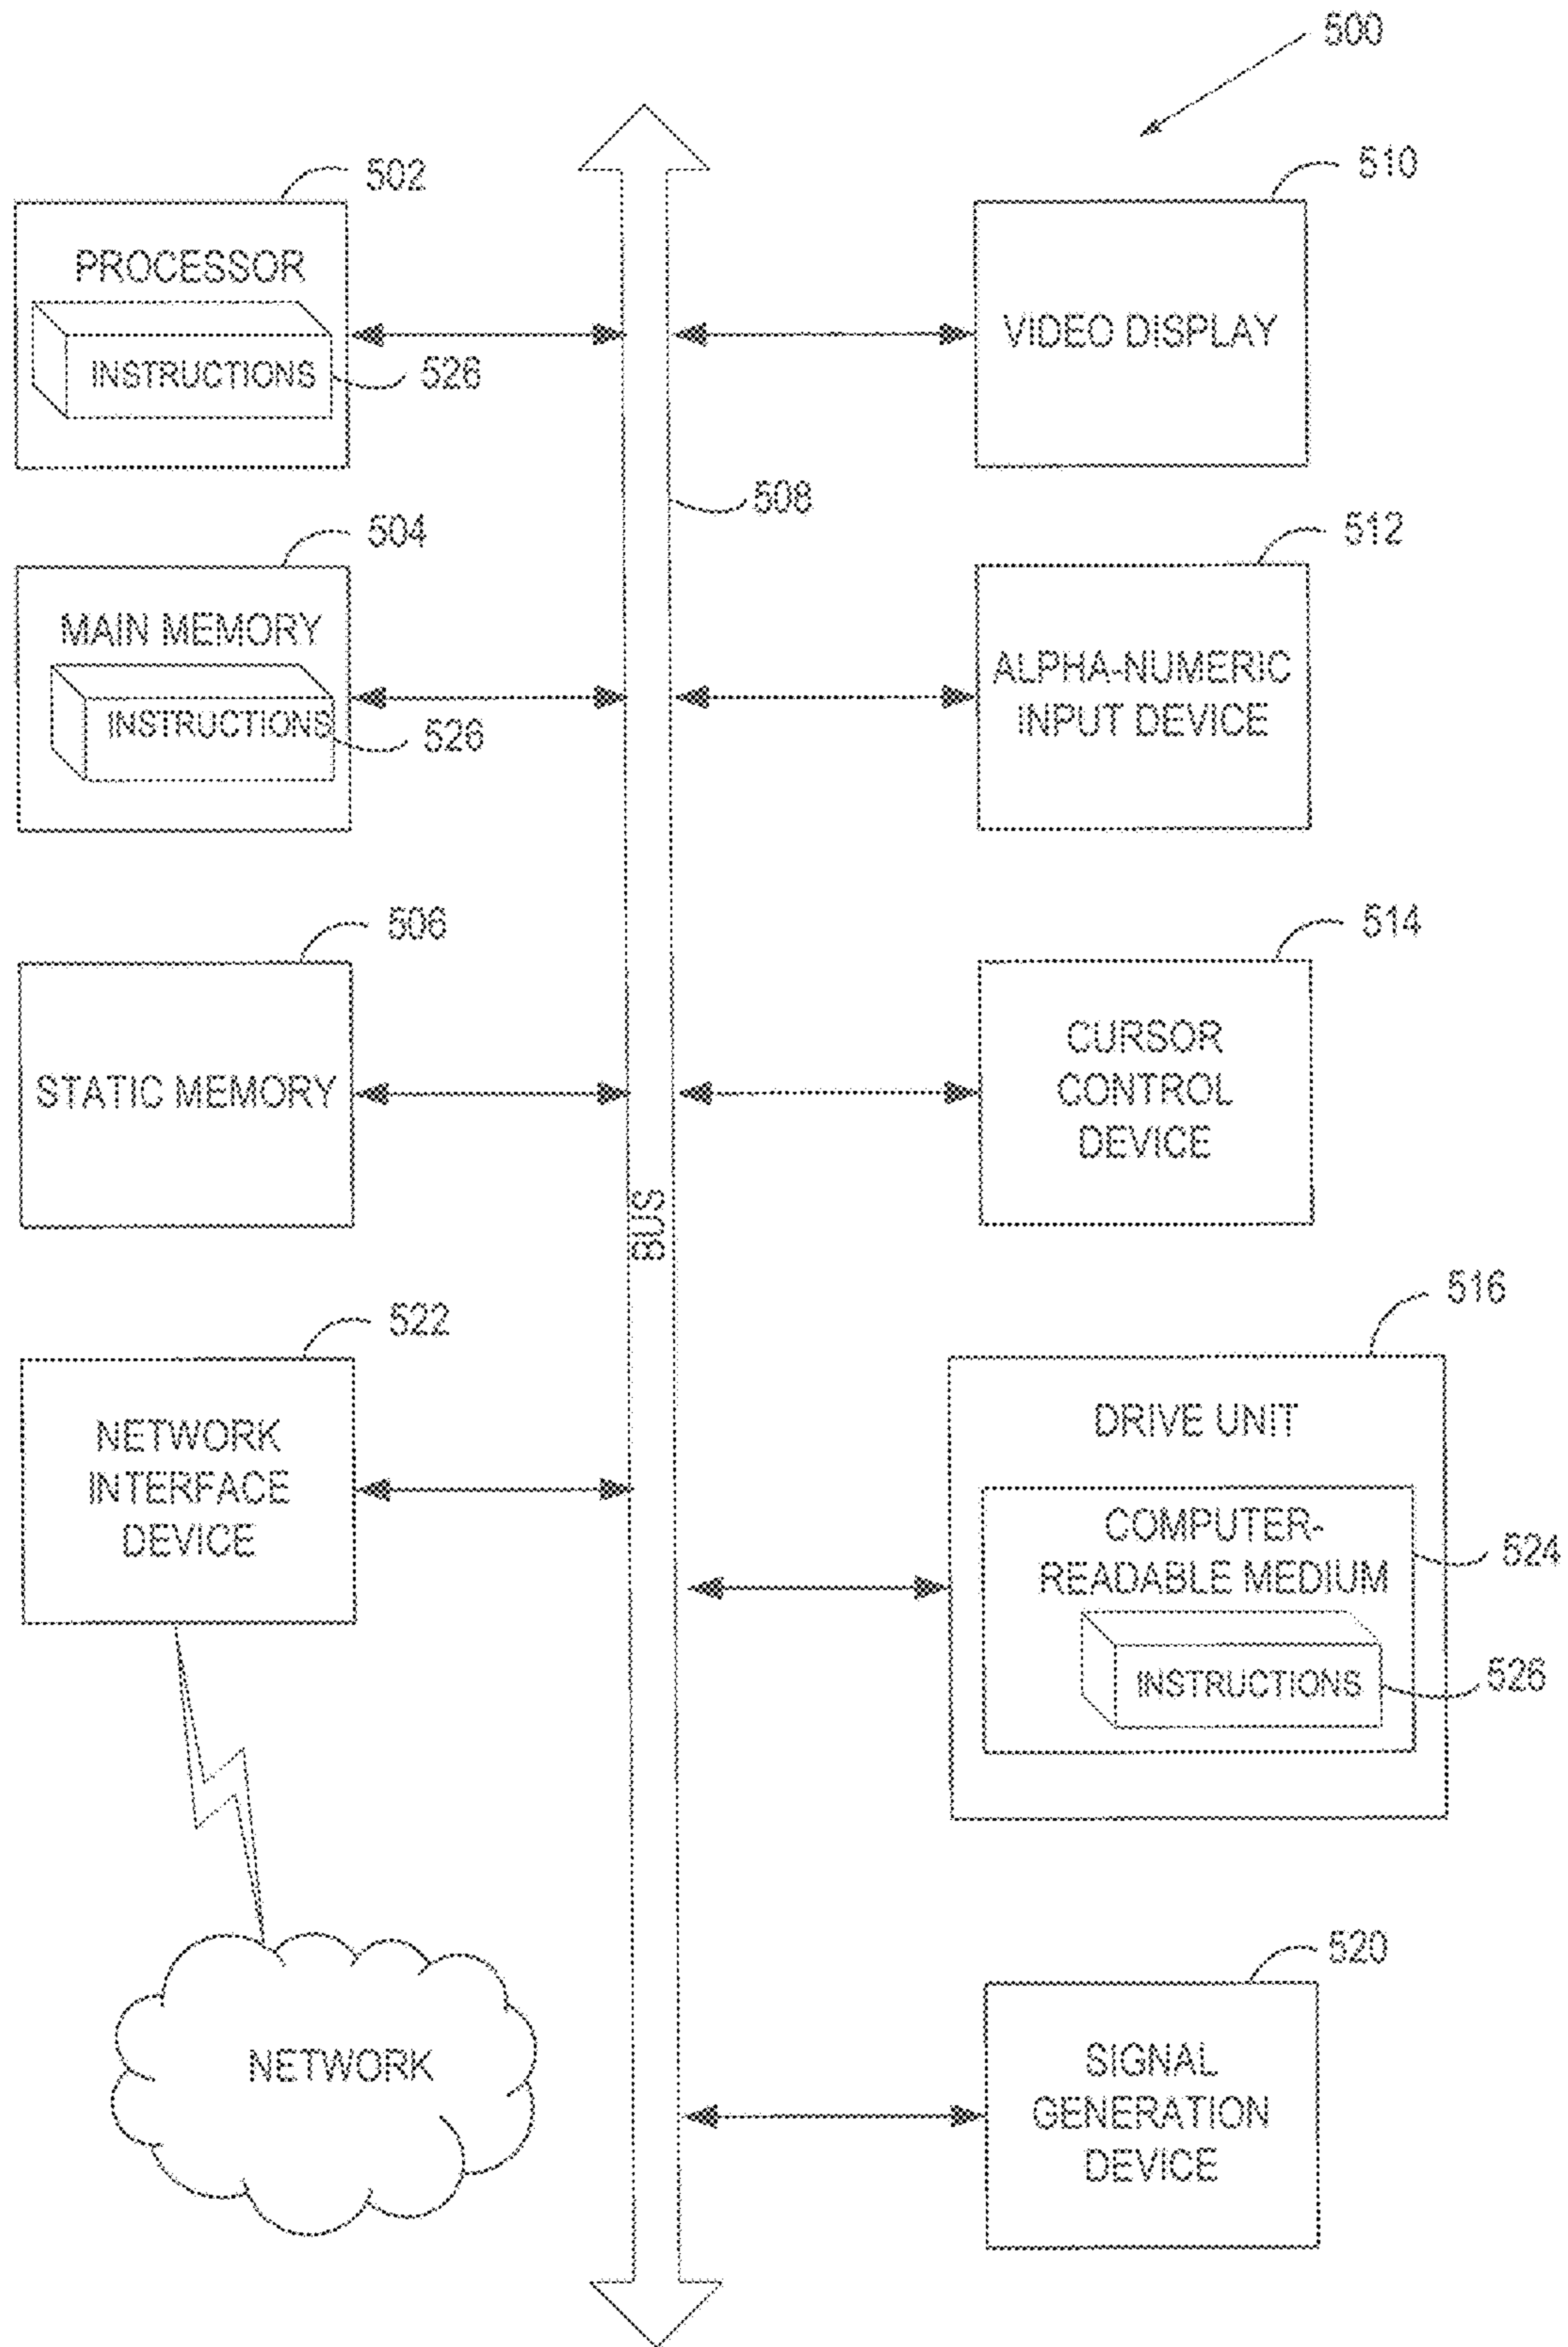 500
502
PROCESSOR
INSTRUCTIONS
526
510
VIDEO DISPLAY
508
504
MAIN MEMORY
INSTRUCTIONS
526
512
ALPHA-NUMERIC
INPUT DEVICE
506
STATIC MEMORY
514
CURSOR
CONTROL
DEVICE
BUS
522
NETWORK
INTERFACE
DEVICE
516
DRIVE UNIT
COMPUTER-
READABLE MEDIUM
524
INSTRUCTIONS
526
NETWORK
520
SIGNAL
GENERATION
DEVICE